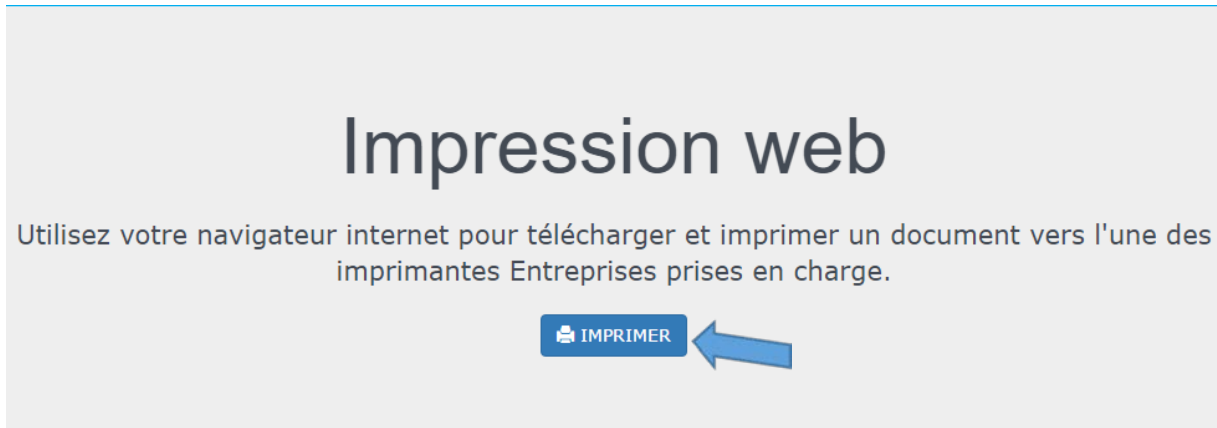 Impression web
Utilisez votre navigateur internet pour télécharger et imprimer un document vers l'une des
imprimantes Entreprises prises en charge.
IMPRIMER